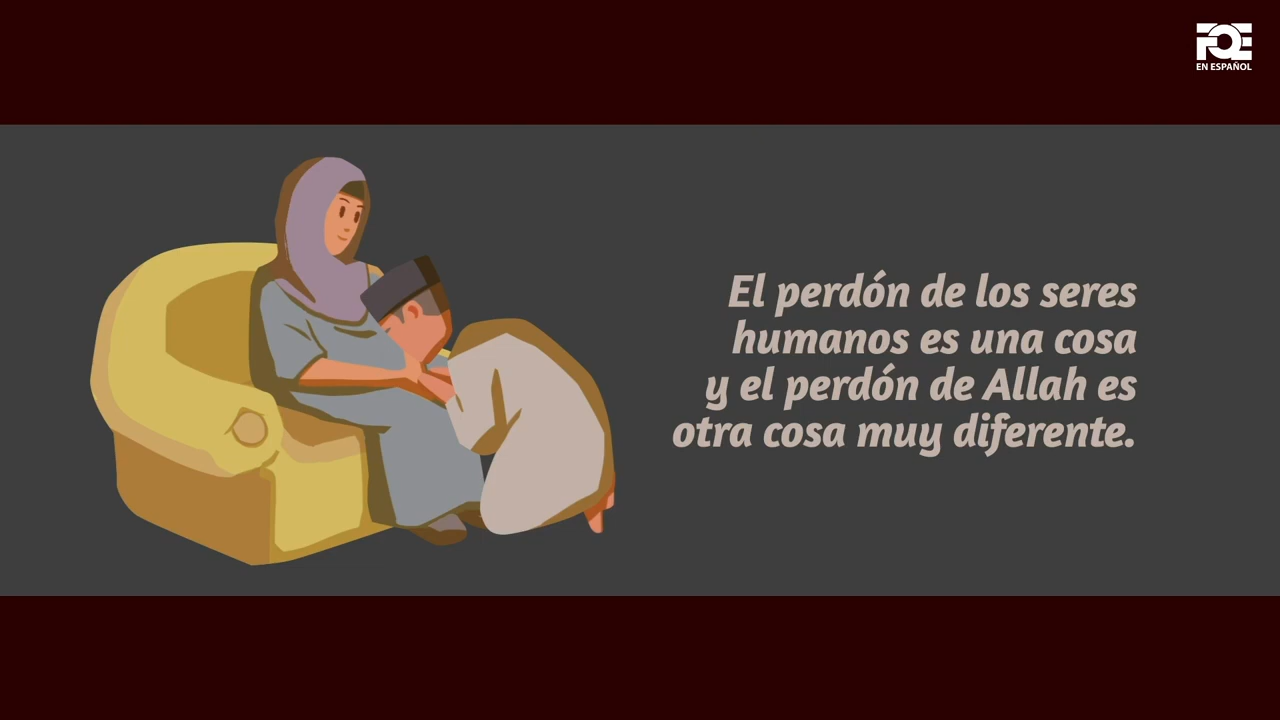 FQE
EN ESPAÑOL
El perdón de los seres
humanos es una cosa
y el perdón de Allah es
otra cosa muy diferente.